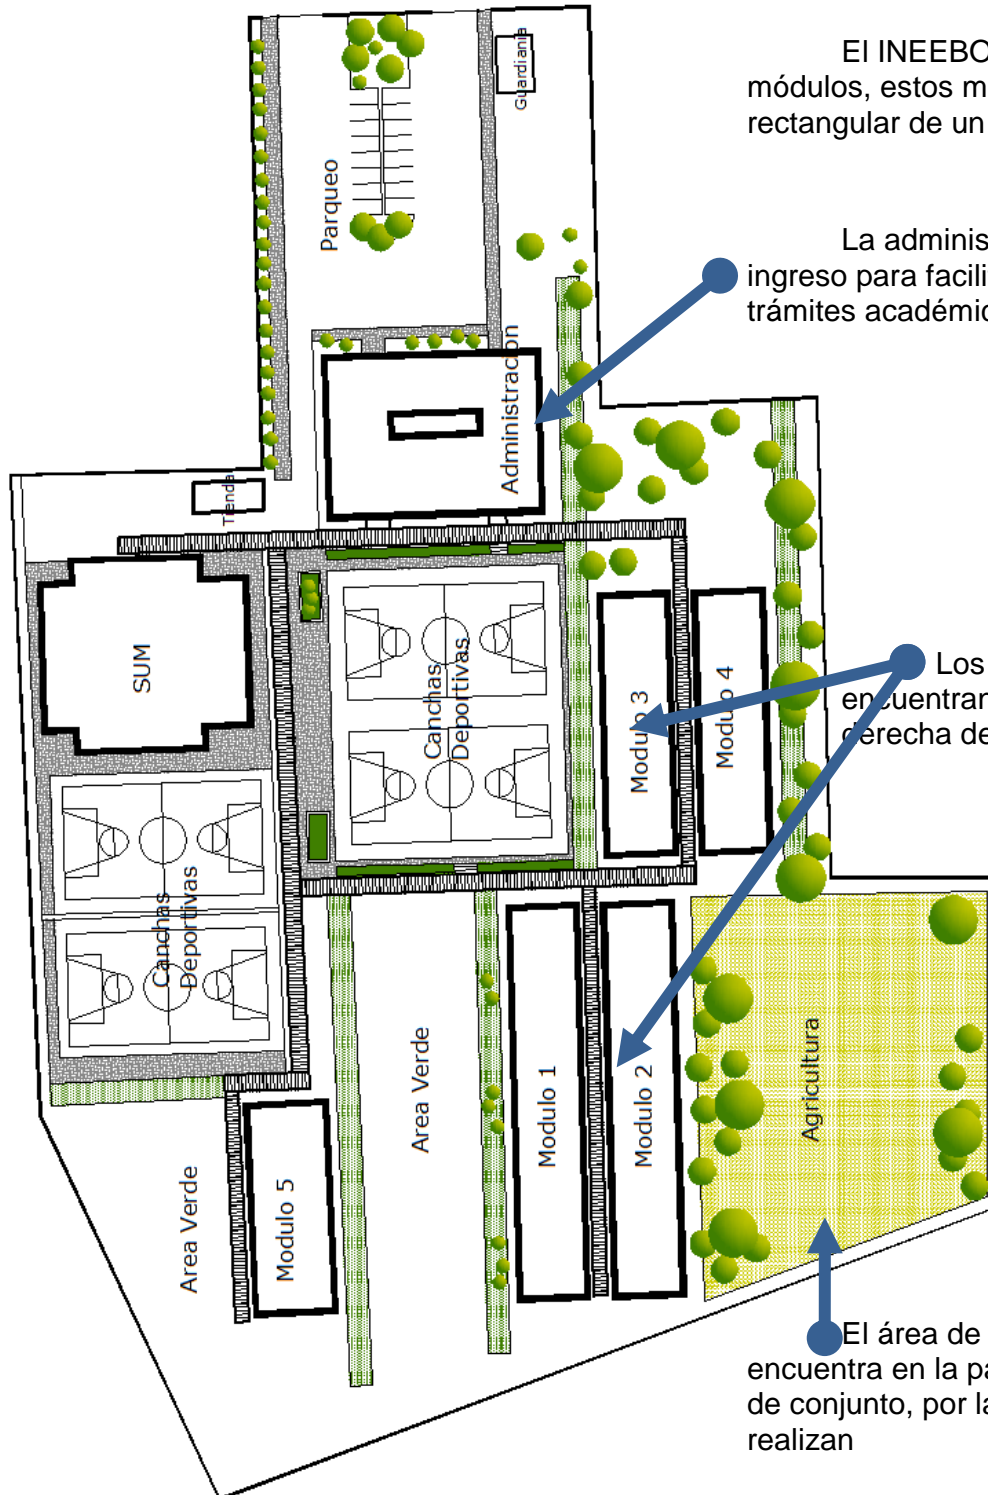 El INEEBO
módulos, estos m
rectangular de un
Guardiania
Parqueo
La adminis
ingreso para facili
trámites académic
Administracion
Tienda
SUM
Canchas
Deportivas
Modulo 3
Modulo 4
Los
encuentran
derecha de
Canchas
Deportivas
Area Verde
Modulo 1
Modulo 2
Agricultura
Area Verde
Modulo 5
El área de
encuentra en la pa
de conjunto, por la
realizan